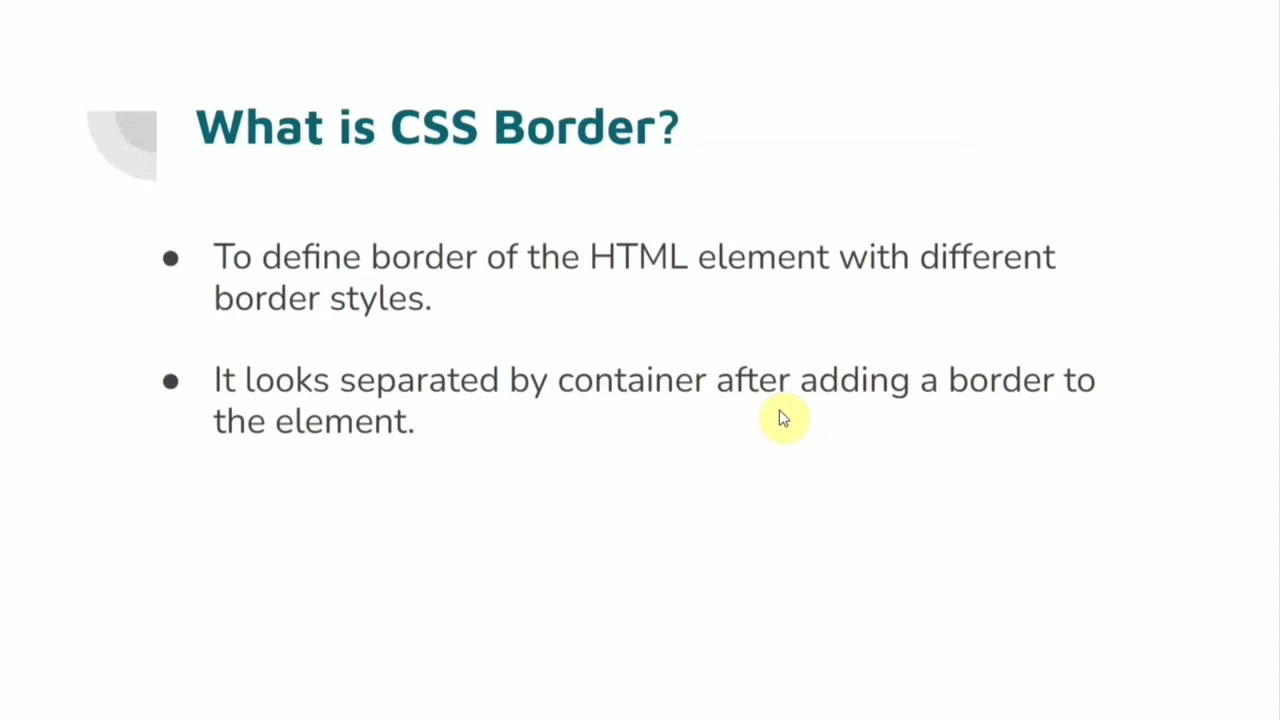 What is CSS Border?
● To define border of the HTML element with different
border styles.
● It looks separated by container after adding a border to
the element.